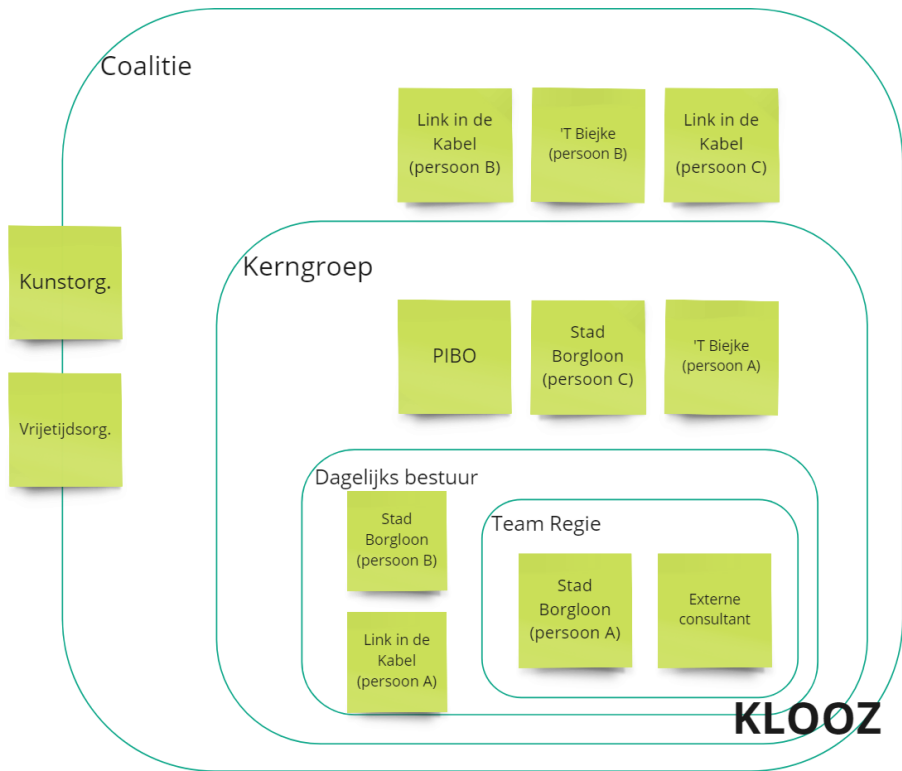 Coalitie
Link in de
Kabel
(persoon B)
'T Biejke
(persoon B)
Link in de
Kabel
(persoon C)
Kunstorg.
Vrijetijdsorg.
Kerngroep
PIBO
Stad
Borgloon
(persoon C)
'T Biejke
(persoon A)
Dagelijks bestuur
Stad
Borgloon
(persoon B)
Link in de
Kabel
(persoon A)
Team Regie
Stad
Borgloon
(persoon A)
Externe
consultant
KLOOZ